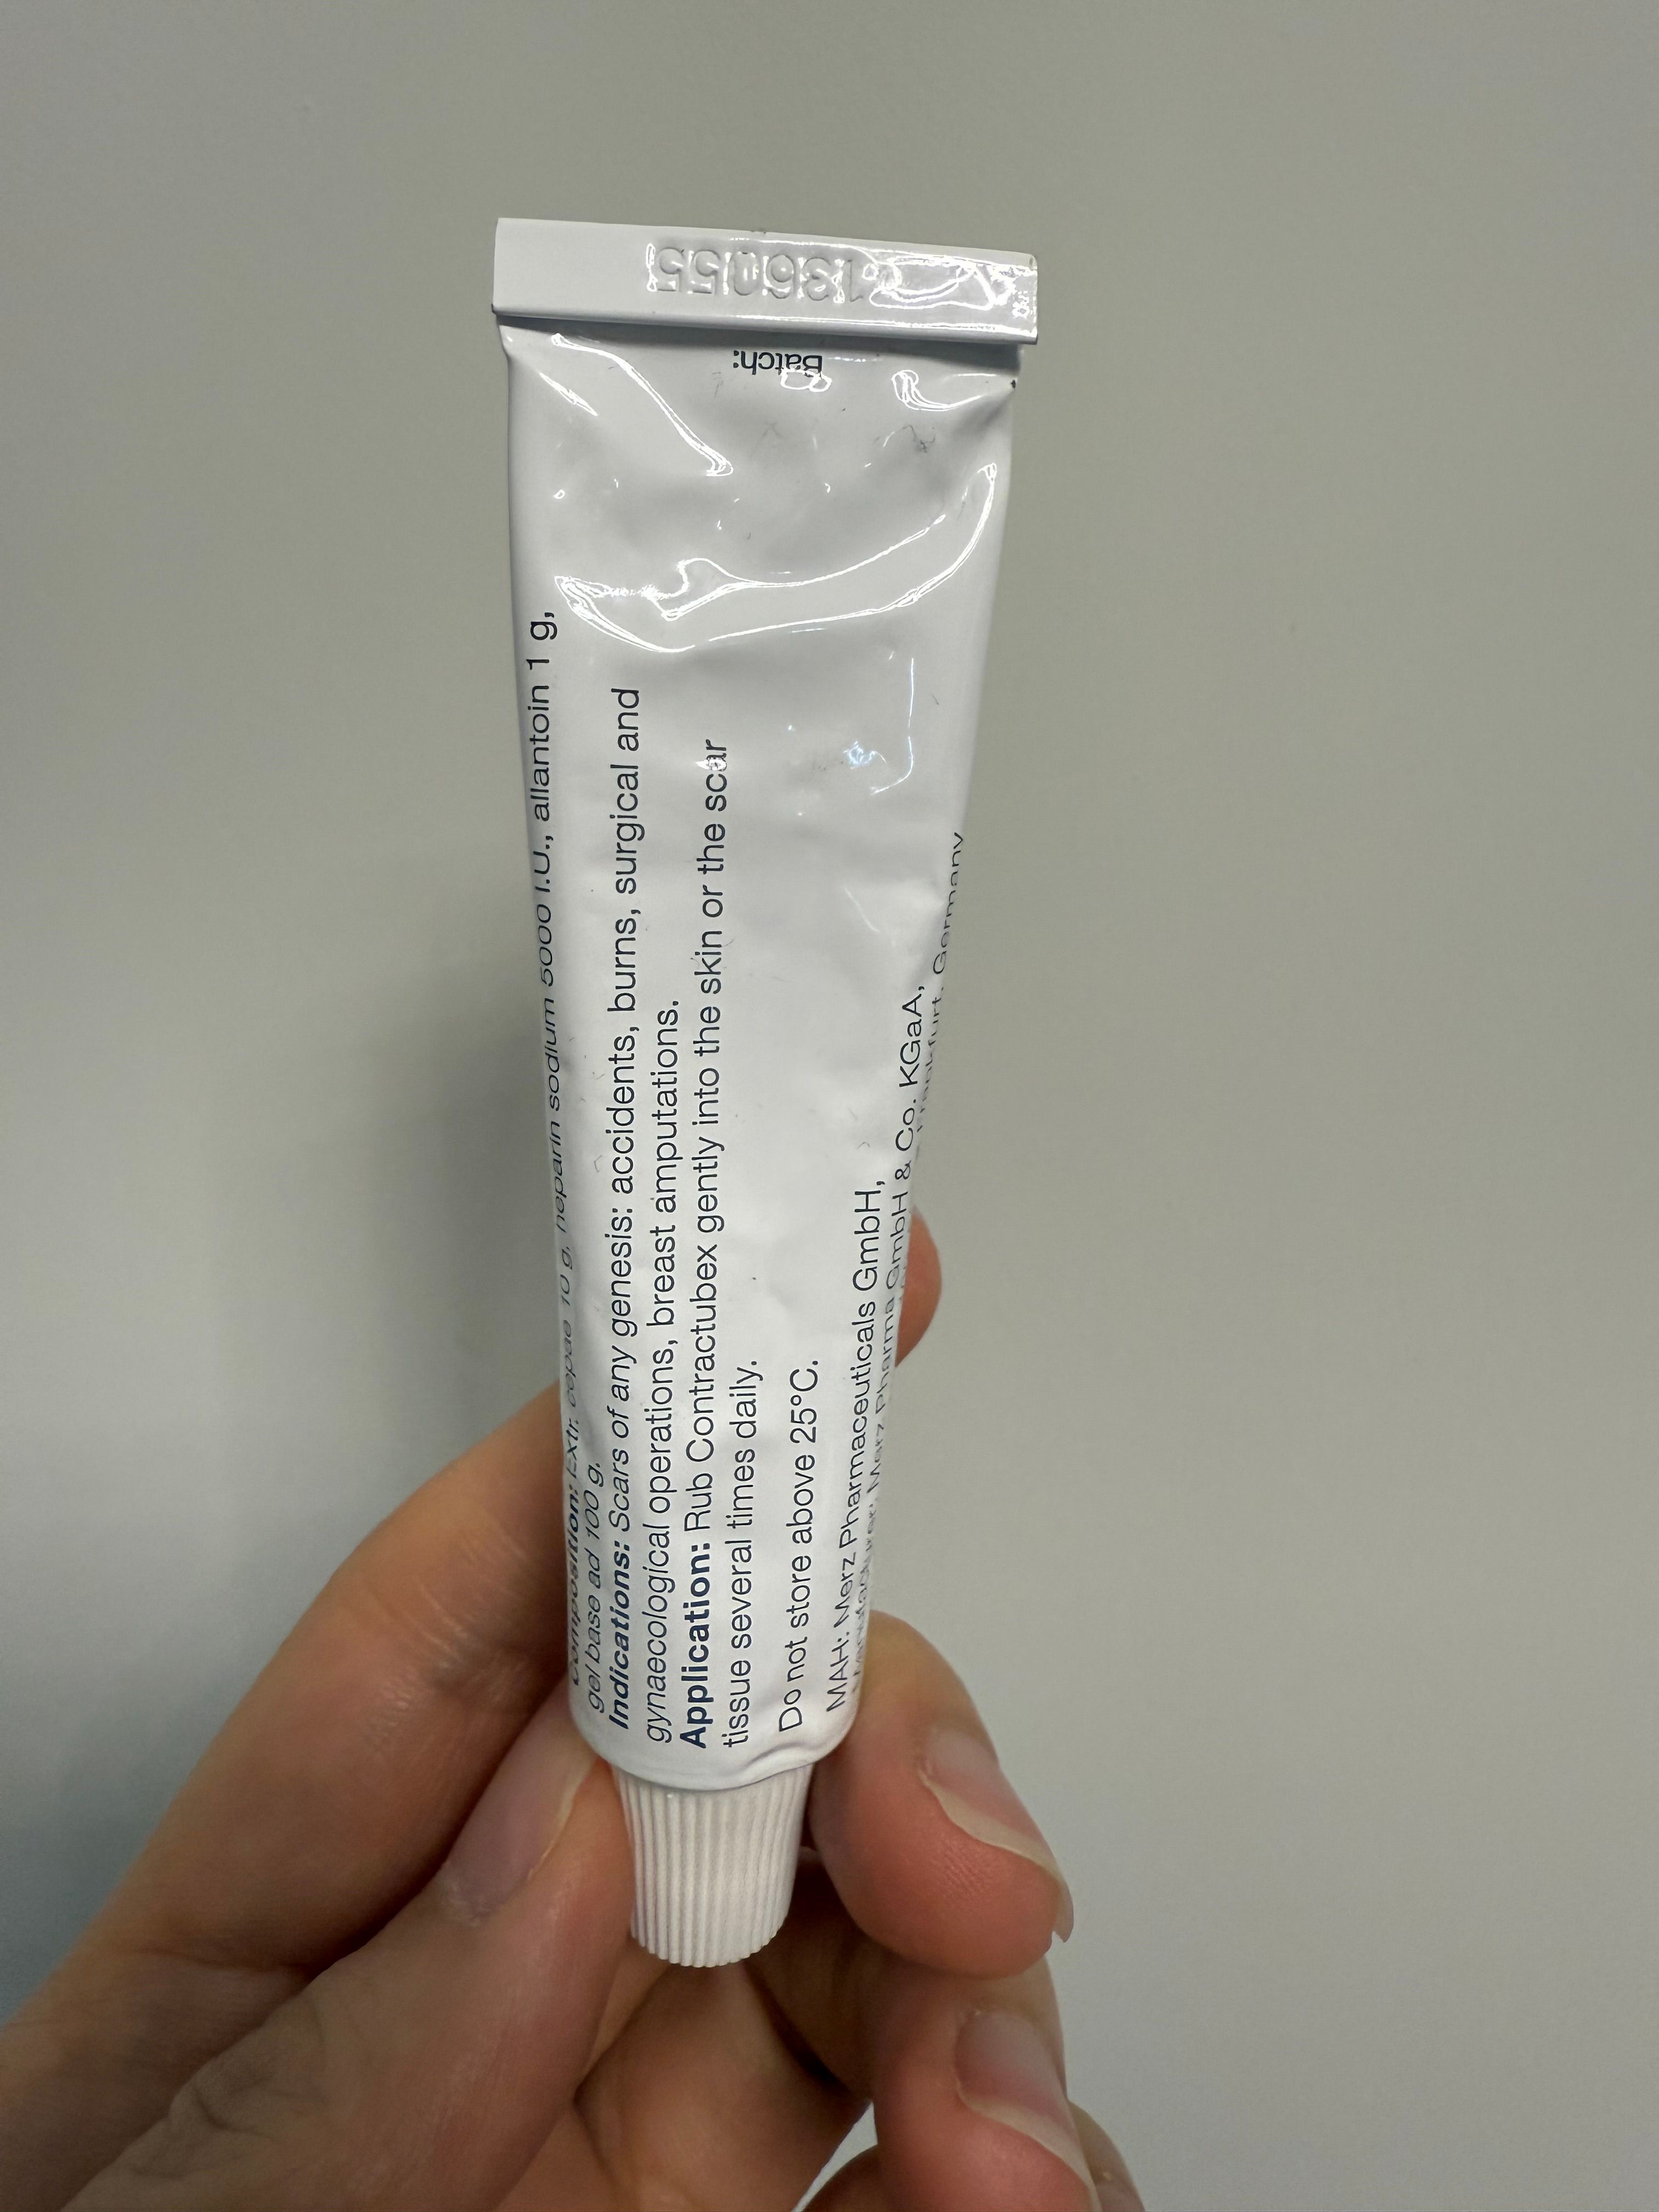 Composition: Extr. cepae 10 g, heparin sodium 5000 I.U., allantoin 1 g,
gel base ad 100 g.
Indications: Scars of any genesis: accidents, burns, surgical and
gynaecological operations, breast amputations.
Application: Rub Contractubex gently into the skin or the scar
tissue several times daily.
Do not store above 25°C.
MAH: Merz Pharmaceuticals GmbH,
Manufacturer: Merz Pharma GmbH & Co. KGaA,
Frankfurt, Germany
Batch:
136055